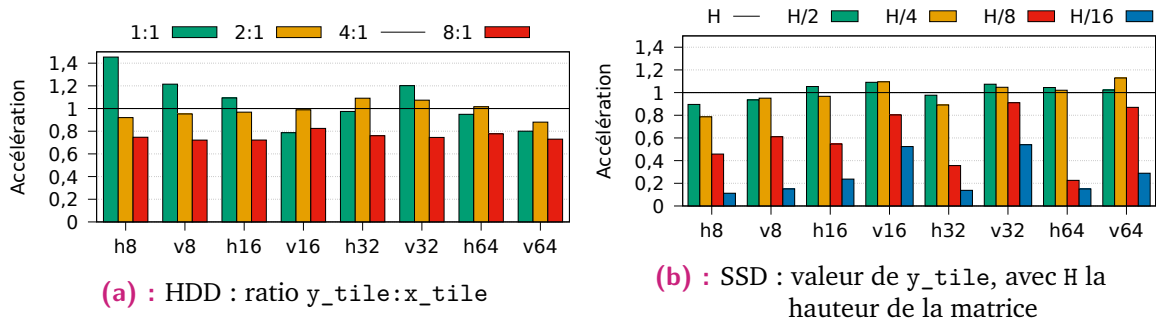 1:1 2:1 4:1 8:1
Accélération
1,4
1,2
1
0,8
0,6
0,4
0,2
0
h8 v8 h16 v16 h32 v32 h64 v64
(a) : HDD : ratio y_tile:x_tile
H H/2 H/4 H/8 H/16
Accélération
1,4
1,2
1
0,8
0,6
0,4
0,2
0
h8 v8 h16 v16 h32 v32 h64 v64
(b) : SSD : valeur de y_tile, avec H la
hauteur de la matrice